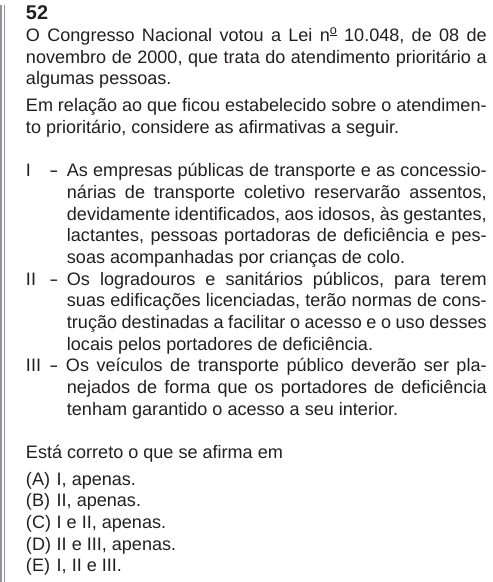 52
O Congresso Nacional votou a Lei nº 10.048, de 08 de
novembro de 2000, que trata do atendimento prioritário a
algumas pessoas.
Em relação ao que ficou estabelecido sobre o atendimen-
to prioritário, considere as afirmativas a seguir.
I – As empresas públicas de transporte e as concessio-
nárias de transporte coletivo reservarão assentos,
devidamente identificados, aos idosos, às gestantes,
lactantes, pessoas portadoras de deficiência e pes-
soas acompanhadas por crianças de colo.
II – Os logradouros e sanitários públicos, para terem
suas edificações licenciadas, terão normas de cons-
trução destinadas a facilitar o acesso e o uso desses
locais pelos portadores de deficiência.
III – Os veículos de transporte público deverão ser pla-
nejados de forma que os portadores de deficiência
tenham garantido o acesso a seu interior.
Está correto o que se afirma em
(A) I, apenas.
(B) II, apenas.
(C) I e II, apenas.
(D) II e III, apenas.
(E) I, II e III.